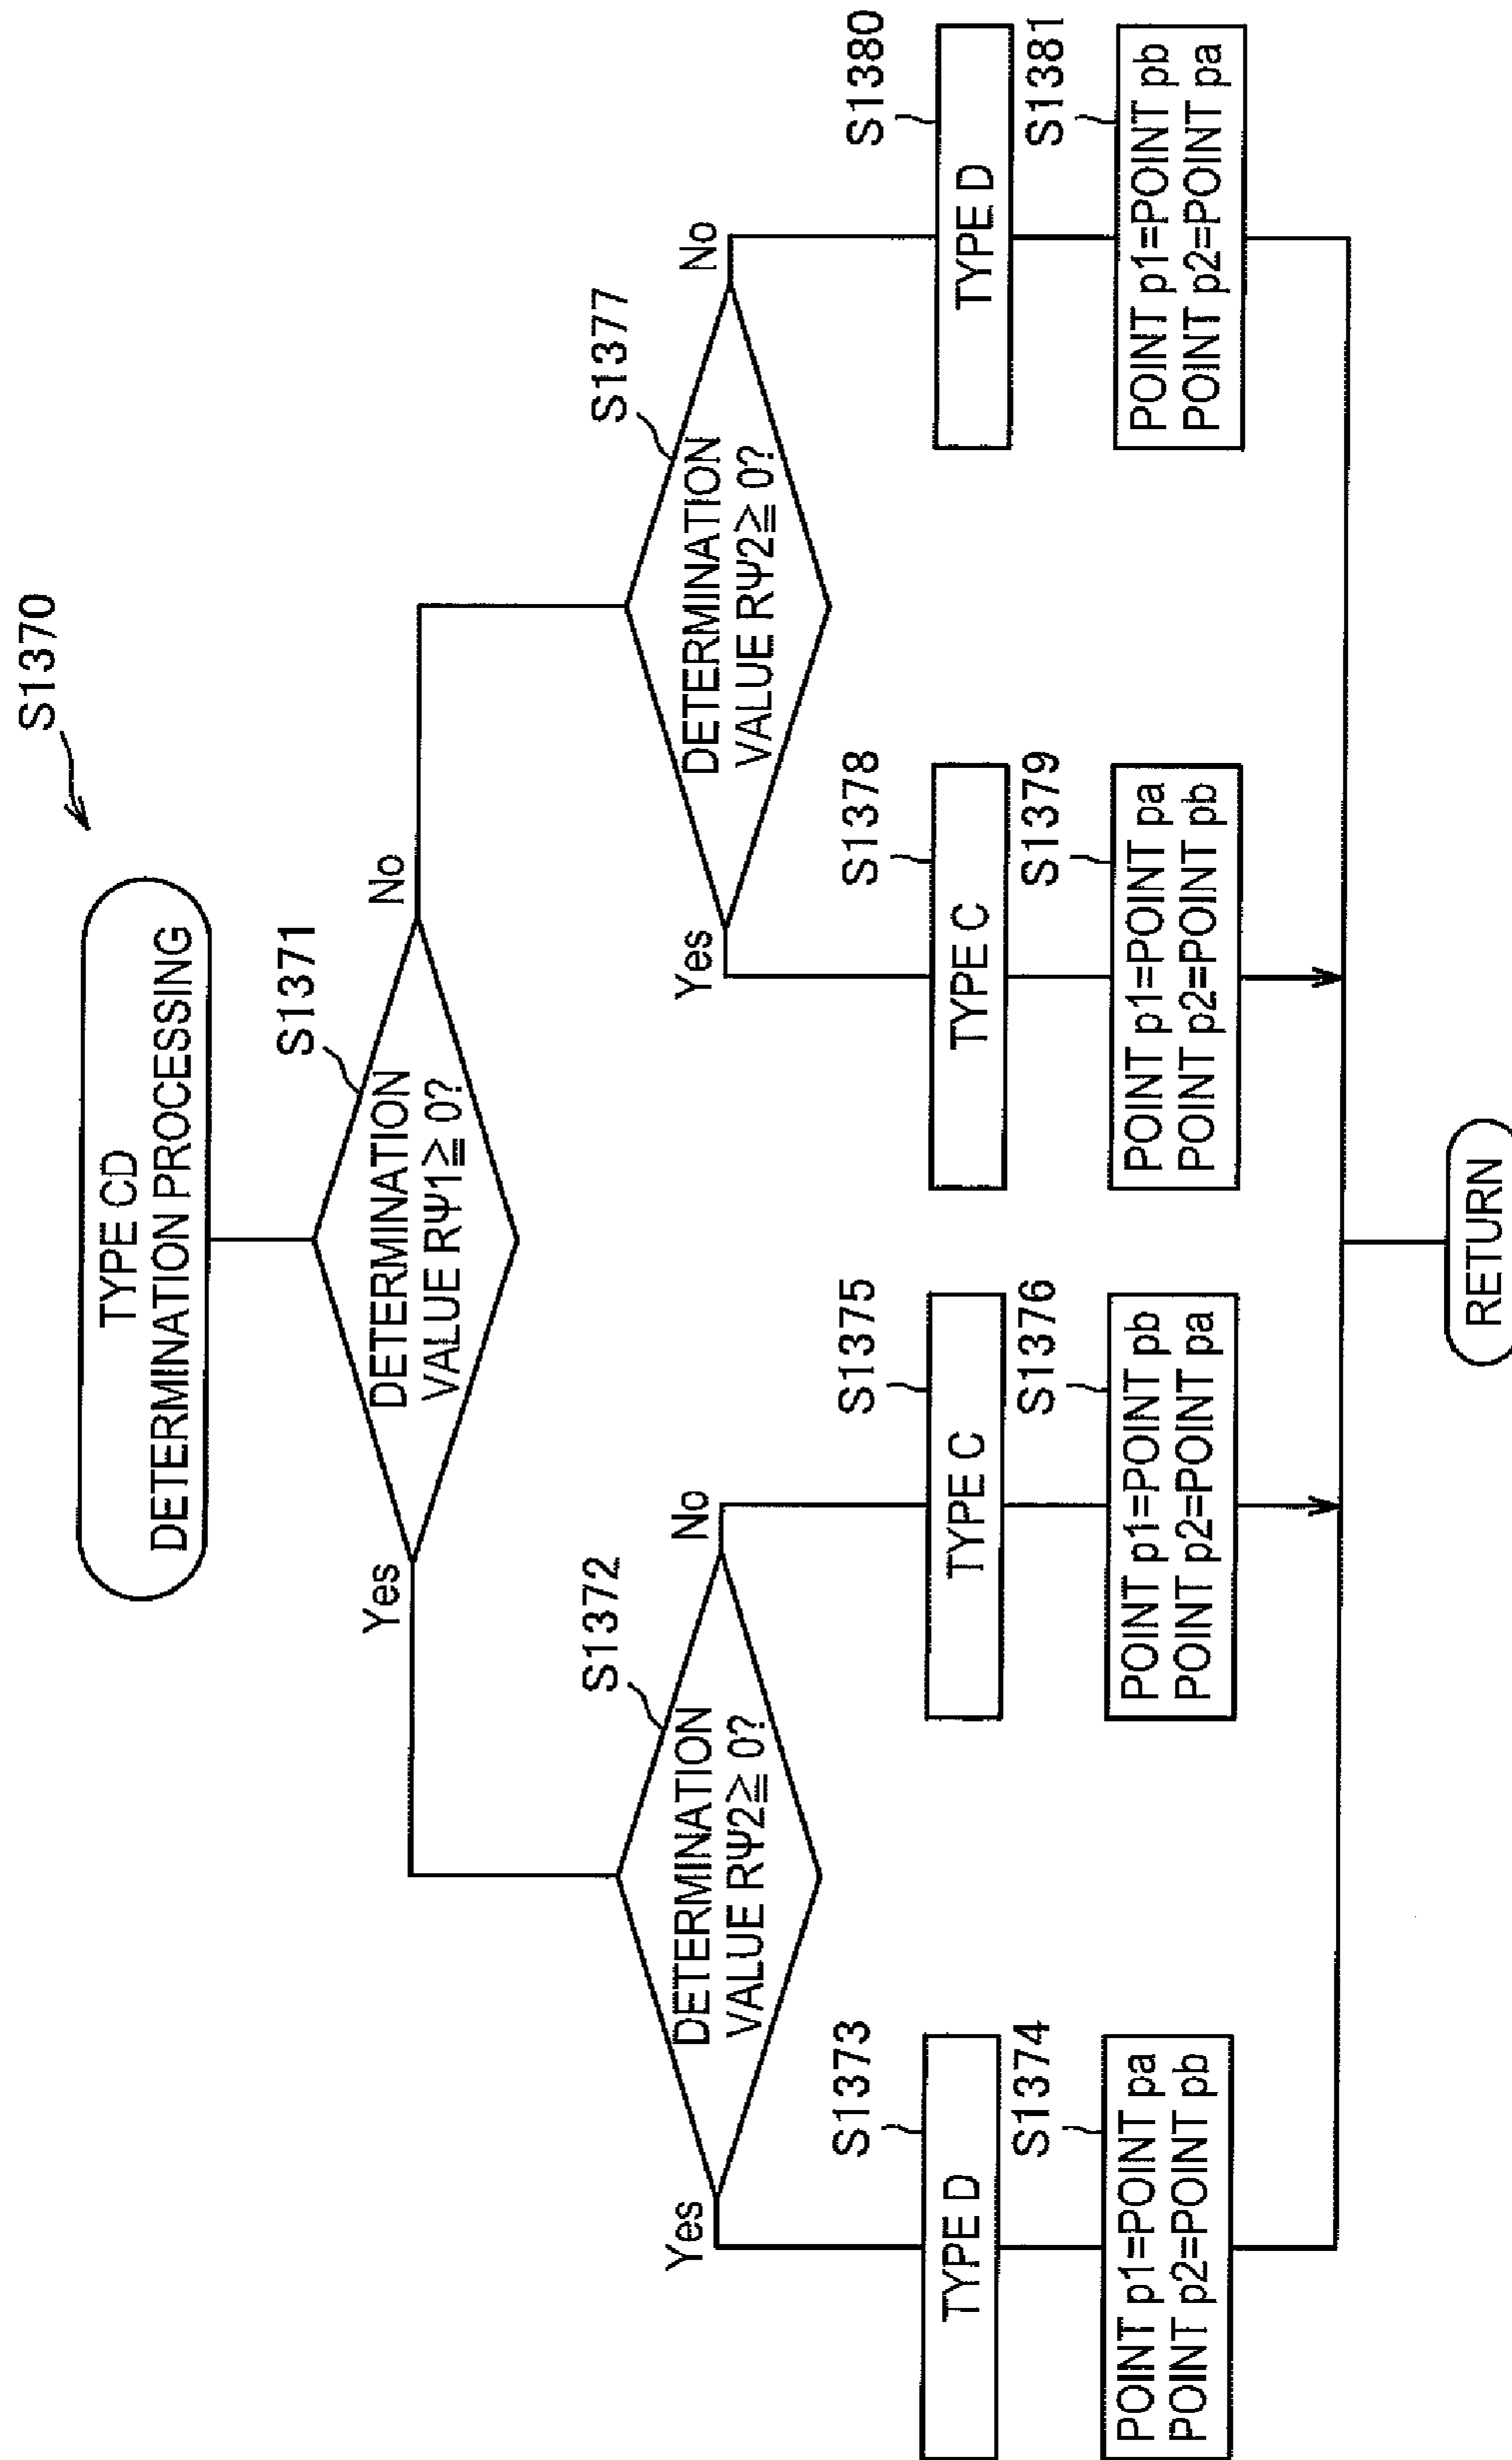 S1370
TYPE CD
DETERMINATION PROCESSING
S1371
DETERMINATION
VALUE RΨ1≧ 0?
Yes
No
S1372
DETERMINATION
VALUE RΨ2≧ 0?
Yes
No
S1377
DETERMINATION
VALUE RΨ2≧ 0?
Yes
No
S1373
TYPE D
S1374
POINT p1=POINT pa
POINT p2=POINT pb
S1375
TYPE C
S1376
POINT p1=POINT pb
POINT p2=POINT pa
S1378
TYPE C
S1379
POINT p1=POINT pa
POINT p2=POINT pb
S1380
TYPE D
S1381
POINT p1=POINT pb
POINT p2=POINT pa
RETURN